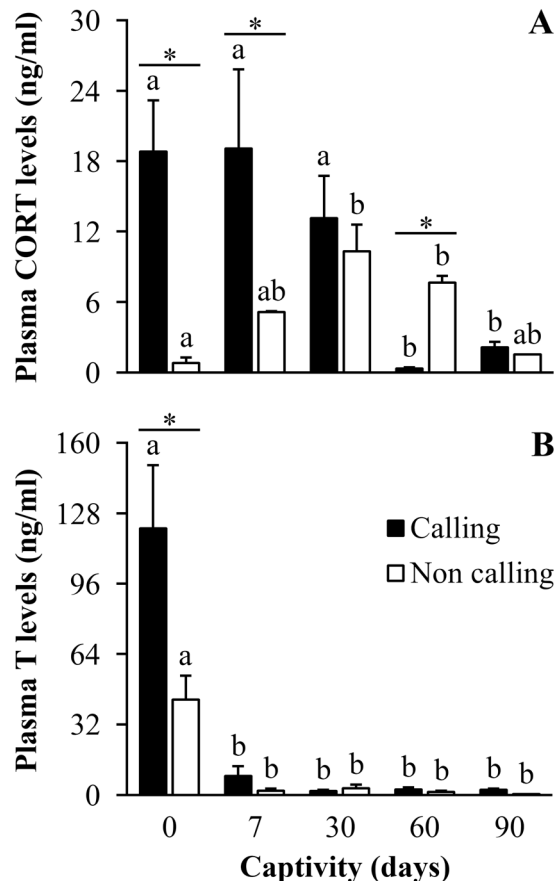 A
Plasma CORT levels (ng/ml)
30
24
18
12
6
0
*
*
*
a
a
a
b
b
a
ab
b
b
ab
B
Plasma T levels (ng/ml)
160
128
96
64
32
0
*
a
a
b
b
b
b
b
b
b
b
Calling
Non calling
0 7 30 60 90
Captivity (days)